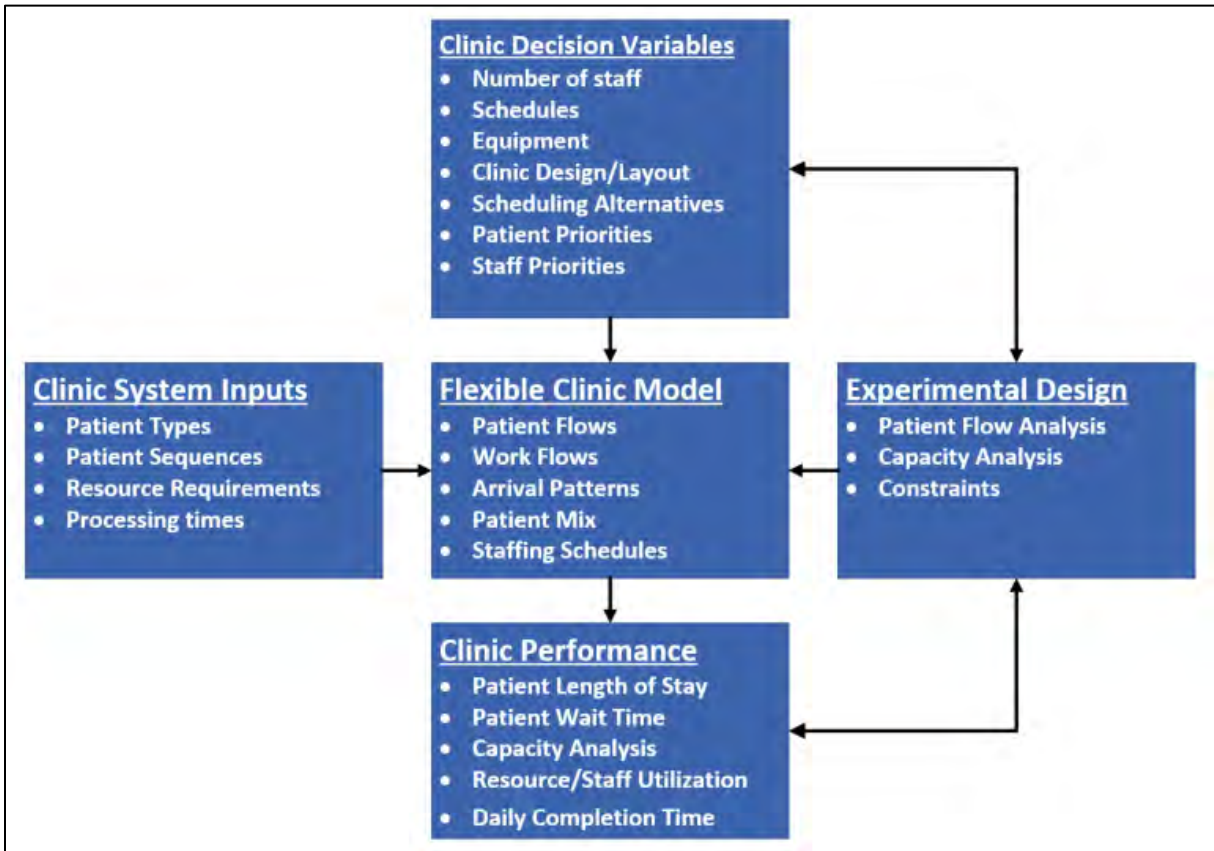 Clinic Decision Variables
• Number of staff
• Schedules
• Equipment
• Clinic Design/Layout
• Scheduling Alternatives
• Patient Priorities
• Staff Priorities
Clinic System Inputs
• Patient Types
• Patient Sequences
• Resource Requirements
• Processing times
Flexible Clinic Model
• Patient Flows
• Work Flows
• Arrival Patterns
• Patient Mix
• Staffing Schedules
Experimental Design
• Patient Flow Analysis
• Capacity Analysis
• Constraints
Clinic Performance
• Patient Length of Stay
• Patient Wait Time
• Capacity Analysis
• Resource/Staff Utilization
• Daily Completion Time